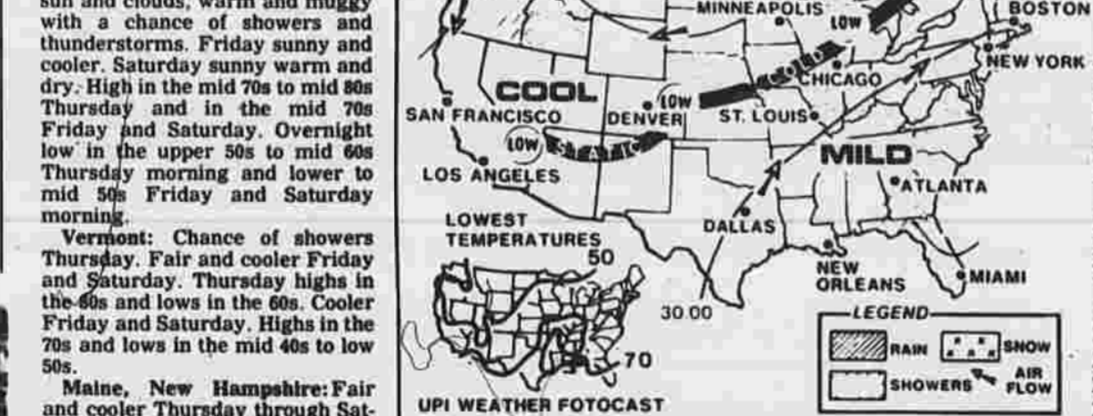 sun and clouds, warm and muggy
with a chance of showers and
thunderstorms. Friday sunny and
cooler. Saturday sunny warm and
dry. High in the mid 70s to mid 80s
Thursday and in the mid 70s
Friday and Saturday. Overnight
low in the upper 50s to mid 60s
Thursday morning and lower to
mid 50s Friday and Saturday
morning.
Vermont: Chance of showers
Thursday. Fair and cooler Friday
and Saturday. Thursday highs in
the 80s and lows in the 60s. Cooler
Friday and Saturday. Highs in the
70s and lows in the mid 40s to low
50s.
Maine, New Hampshire: Fair
and cooler Thursday through Sat-
MINNEAPOLIS
LOW
BOSTON
NEW YORK
COLD
CHICAGO
COOL
LOW
SAN FRANCISCO
DENVER
ST. LOUIS
LOW
MILD
LOS ANGELES
ATLANTA
DALLAS
LOWEST
TEMPERATURES
50
NEW
ORLEANS
MIAMI
30.00
70
LEGEND
RAIN
SNOW
SHOWERS
AIR
FLOW
UPI WEATHER FOTOCAST